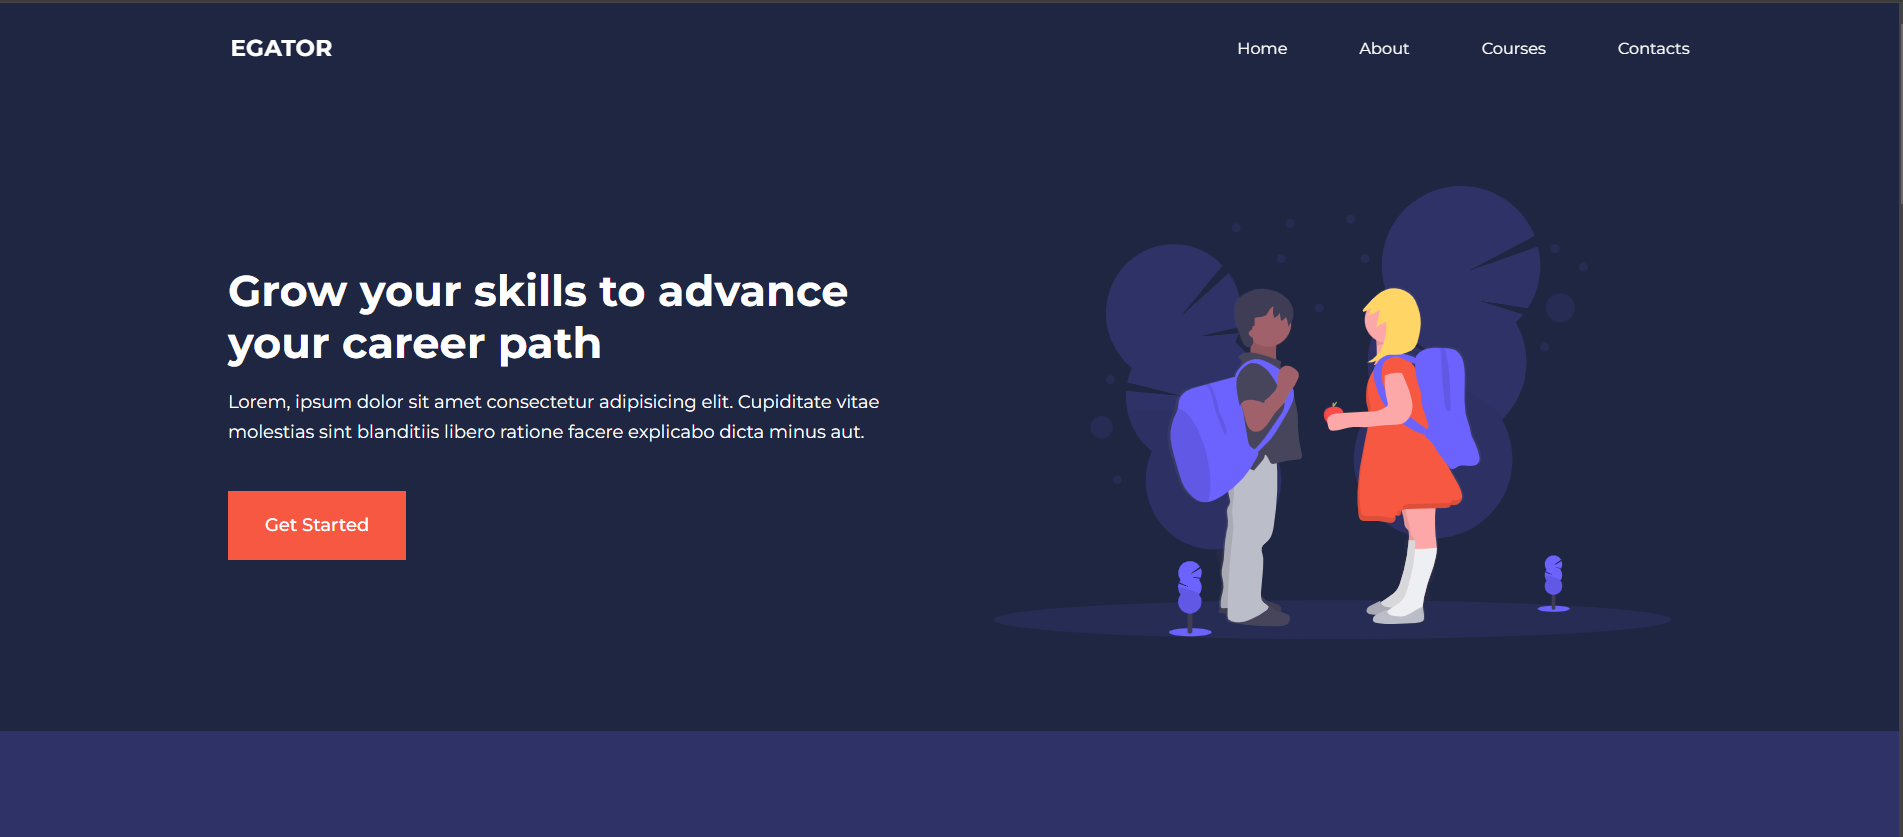 EGATOR
Home About Courses Contacts
Grow your skills to advance
your career path
Lorem, ipsum dolor sit amet consectetur adipisicing elit. Cupiditate vitae
molestias sint blanditiis libero ratione facere explicabo dicta minus aut.
Get Started